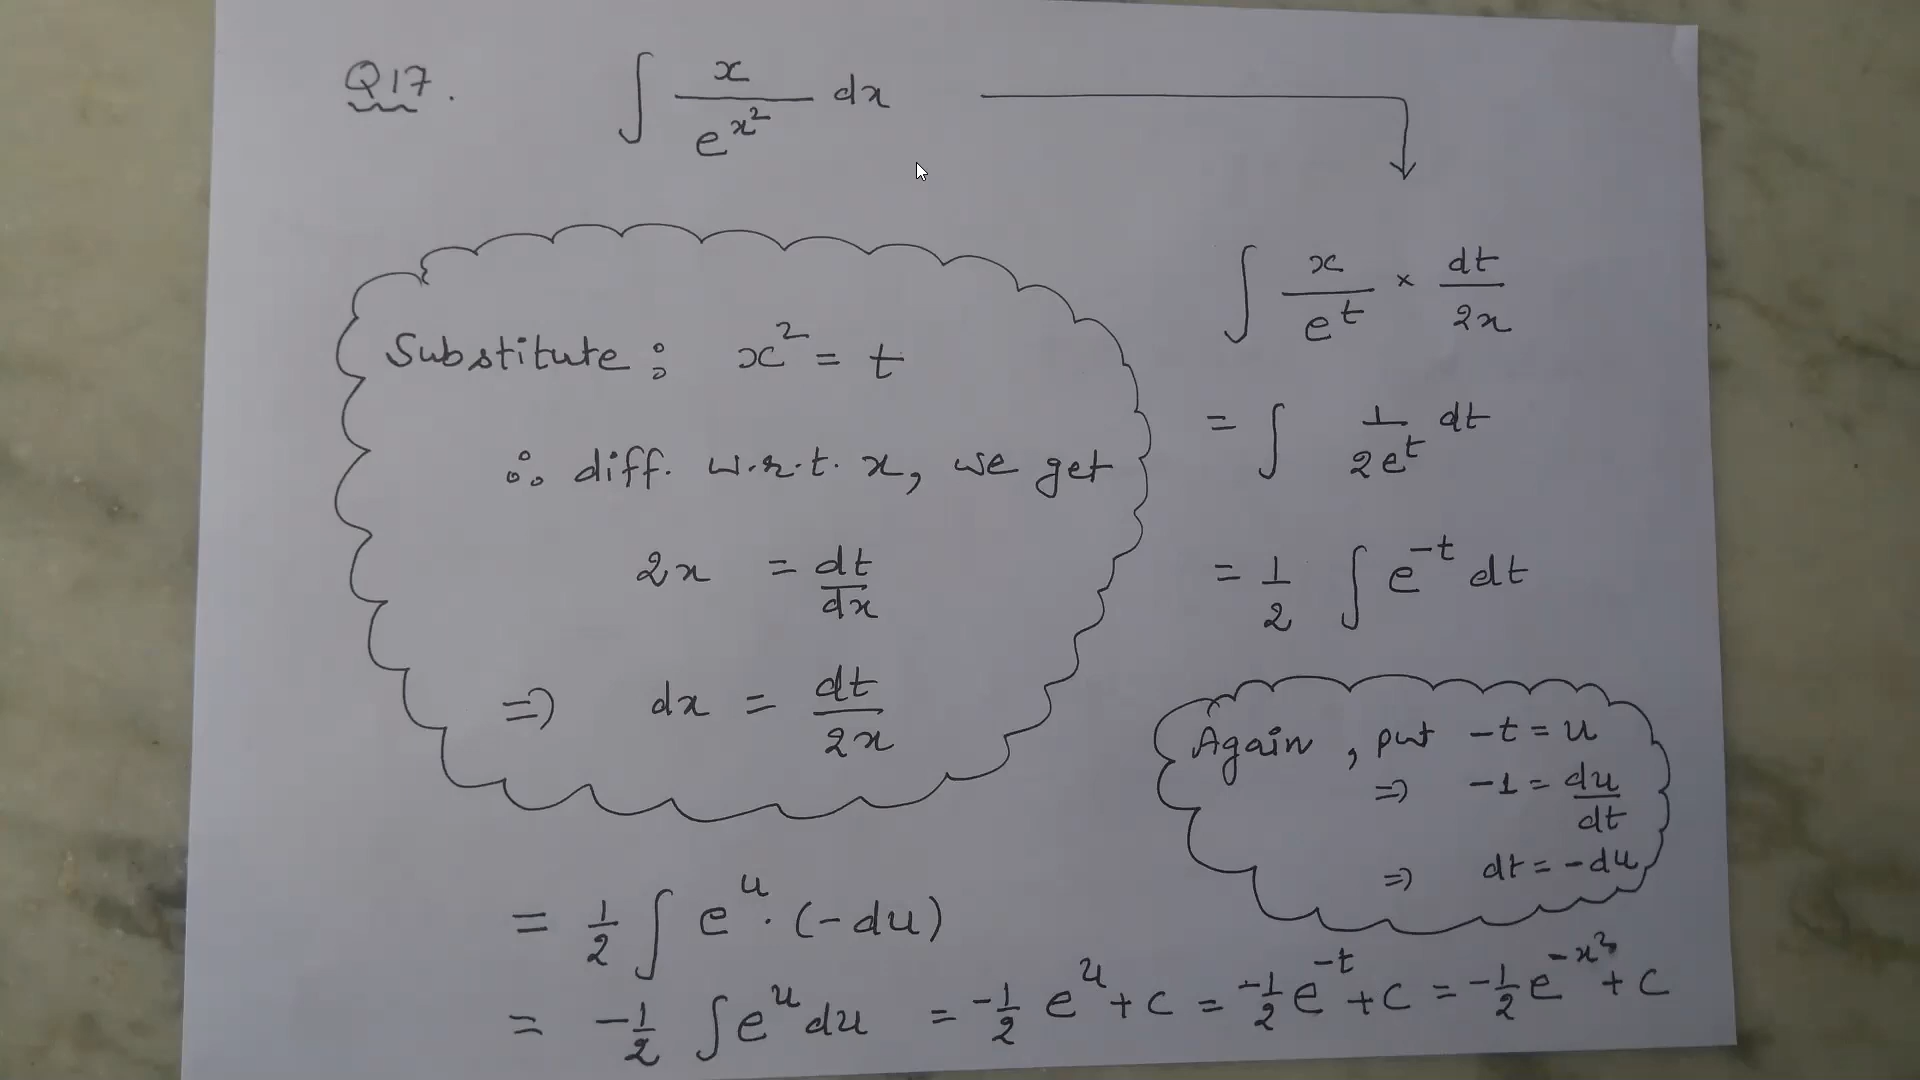 Q17. ∫ x/e^(x²) dx
Substitute : x² = t
∴ diff. w.r.t. x, we get
2x = dt/dx
⇒ dx = dt/2x
∫ x/e^t × dt/2x
= ∫ 1/2e^t dt
= 1/2 ∫ e^(-t) dt
Again, put -t = u
⇒ -1 = du/dt
⇒ dt = -du
= 1/2 ∫ e^u . (-du)
= -1/2 ∫ e^u du = -1/2 e^u + c = -1/2 e^(-t) + c = -1/2 e^(-x²) + c